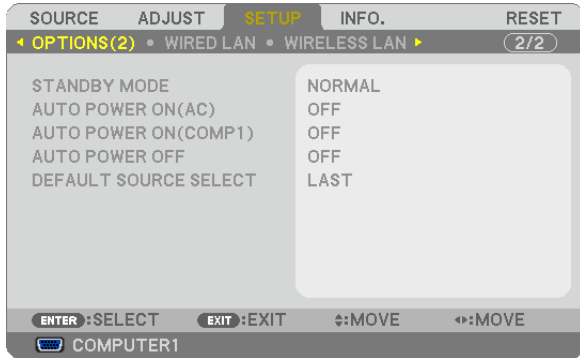 SOURCE ADJUST SETUP INFO. RESET
OPTIONS(2) • WIRED LAN • WIRELESS LAN 2/2
STANDBY MODE NORMAL
AUTO POWER ON(AC) OFF
AUTO POWER ON(COMP1) OFF
AUTO POWER OFF OFF
DEFAULT SOURCE SELECT LAST
ENTER :SELECT EXIT :EXIT :MOVE :MOVE
COMPUTER1